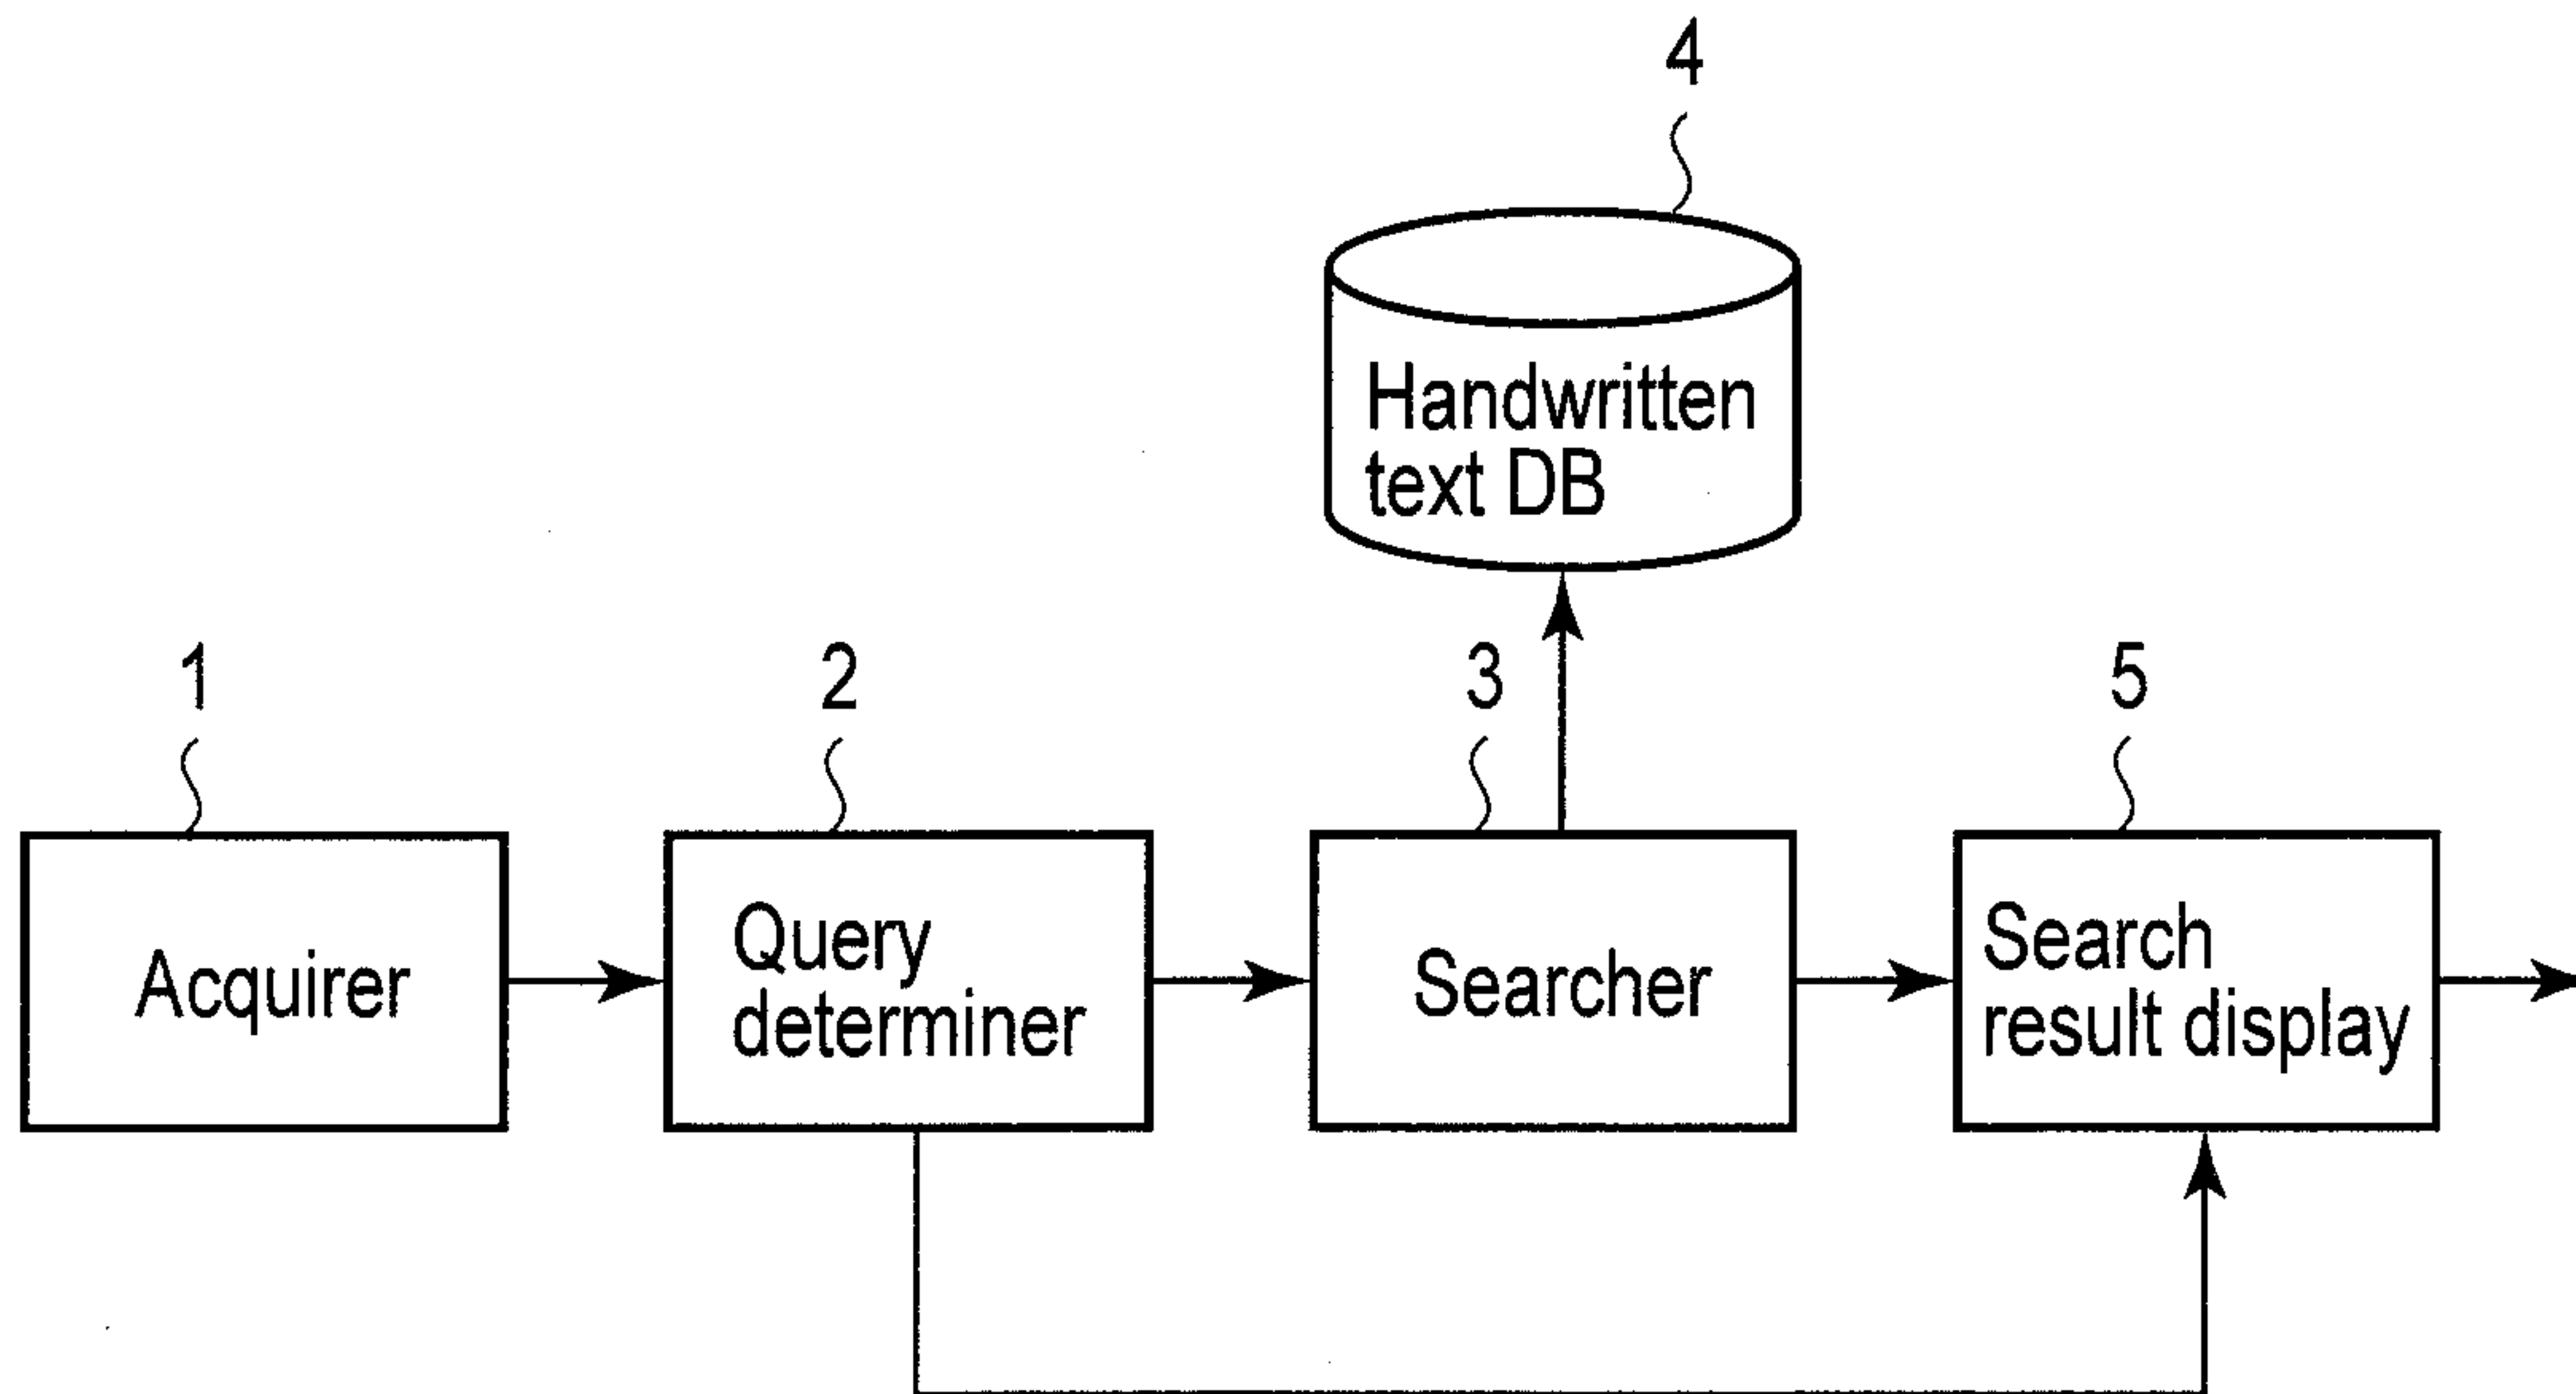 4
Handwritten
text DB
1
2
3
5
Acquirer
Query
determiner
Searcher
Search
result display